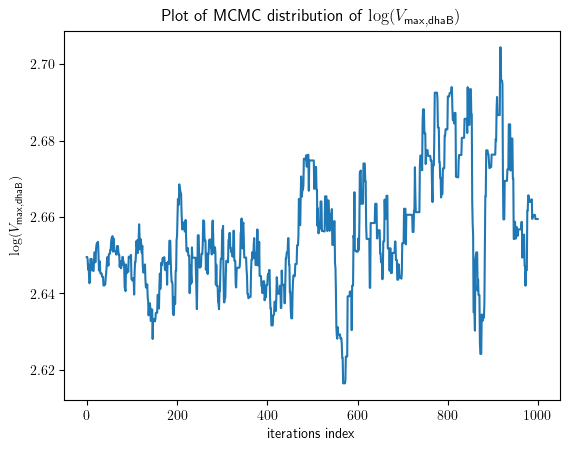 Plot of MCMC distribution of log(V_max,dhaB)
log(V_max,dhaB)
2.70
2.68
2.66
2.64
2.62
0 200 400 600 800 1000
iterations index